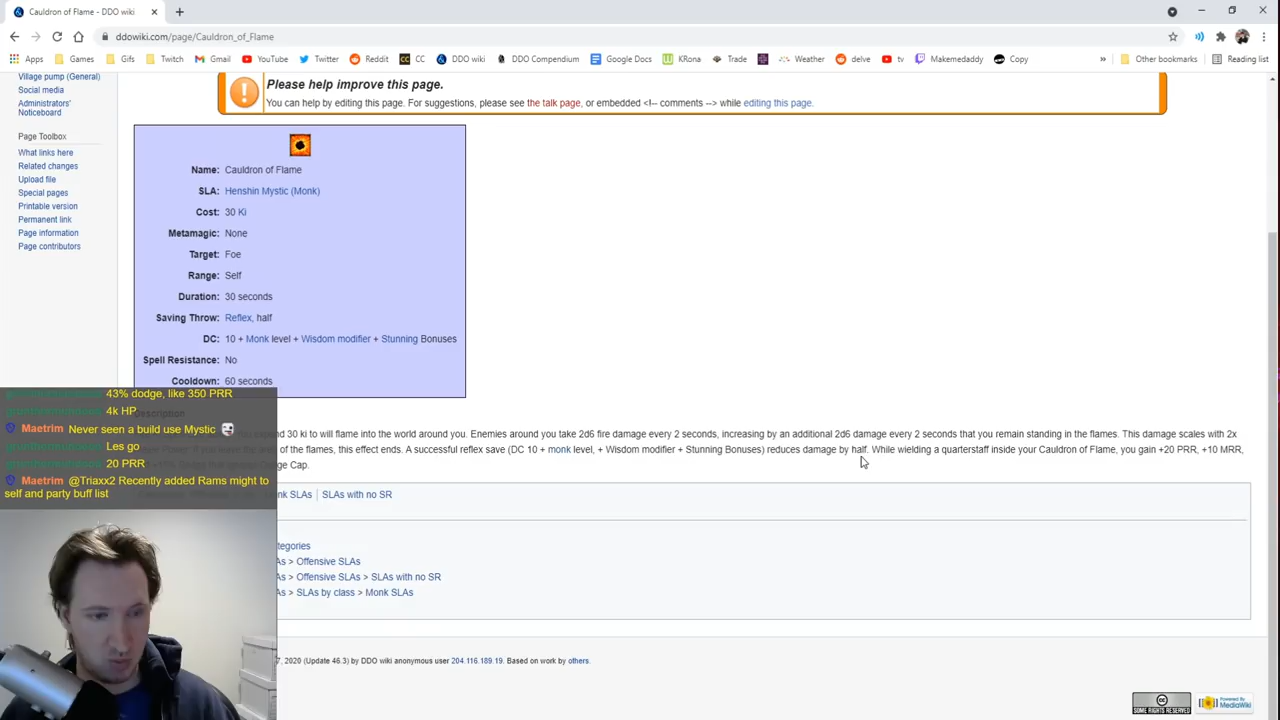 Cauldron of Flame - DDO wiki
ddowiki.com/page/Cauldron_of_Flame
Apps Games Gifs Twitch Gmail YouTube Twitter Reddit CC DDO wiki DDO Compendium Google Docs KRona Trade Weather delve tv Makemeaddy Copy » Other bookmarks Reading list
Village pump (General)
Social media
Administrators'
Noticeboard
Page Toolbox
What links here
Related changes
Upload file
Special pages
Printable version
Permanent link
Page information
Page contributors
Please help improve this page.
You can help by editing this page. For suggestions, please see the talk page, or embedded <!-- comments --> while editing this page.
Name: Cauldron of Flame
SLA: Henshin Mystic (Monk)
Cost: 30 Ki
Metamagic: None
Target: Foe
Range: Self
Duration: 30 seconds
Saving Throw: Reflex, half
DC: 10 + Monk level + Wisdom modifier + Stunning Bonuses
Spell Resistance: No
Cooldown: 60 seconds
43% dodge, like 350 PRR
4k HP
Maetrim Never seen a build use Mystic
Les go
20 PRR
Maetrim @Triaxx2 Recently added Rams might to
self and party buff list
Description
30 ki to will flame into the world around you. Enemies around you take 2d6 fire damage every 2 seconds, increasing by an additional 2d6 damage every 2 seconds that you remain standing in the flames. This damage scales with 2x
of the flames, this effect ends. A successful reflex save (DC 10 + monk level, + Wisdom modifier + Stunning Bonuses) reduces damage by half. While wielding a quarterstaff inside your Cauldron of Flame, you gain +20 PRR, +10 MRR,
Cap.
nk SLAs SLAs with no SR
tegories
As > Offensive SLAs
As > Offensive SLAs > SLAs with no SR
As > SLAs by class > Monk SLAs
7, 2020 (Update 46.3) by DDO wiki anonymous user 204.116.189.19. Based on work by others.
CC
SOME RIGHTS RESERVED
Powered By
MediaWiki